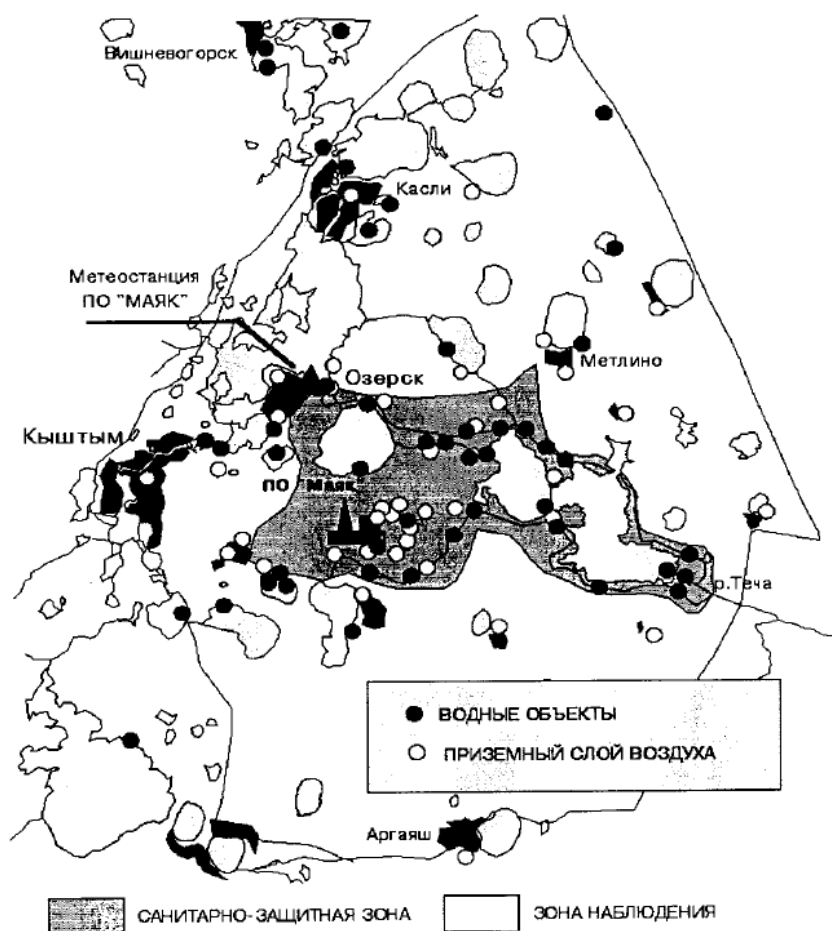 Вишневогорск
Касли
Метеостанция
ПО "МАЯК"
Озерск
Метлино
Кыштым
ПО "Маяк"
р.Теча
ВОДНЫЕ ОБЪЕКТЫ
ПРИЗЕМНЫЙ СЛОЙ ВОЗДУХА
Аргаяш
САНИТАРНО-ЗАЩИТНАЯ ЗОНА
ЗОНА НАБЛЮДЕНИЯ